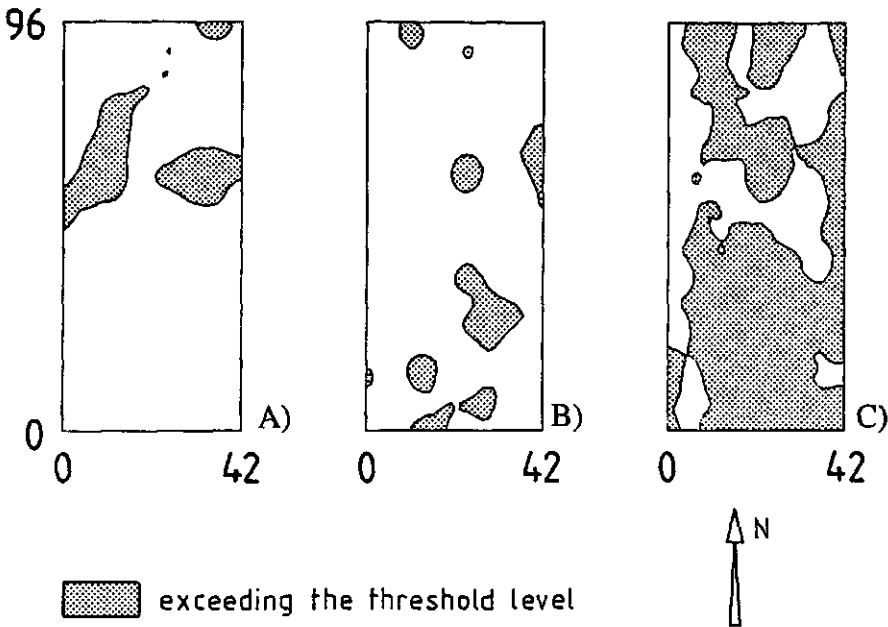 96
A) B) C)
0
0 42 0 42 0 42
N
exceeding the threshold level